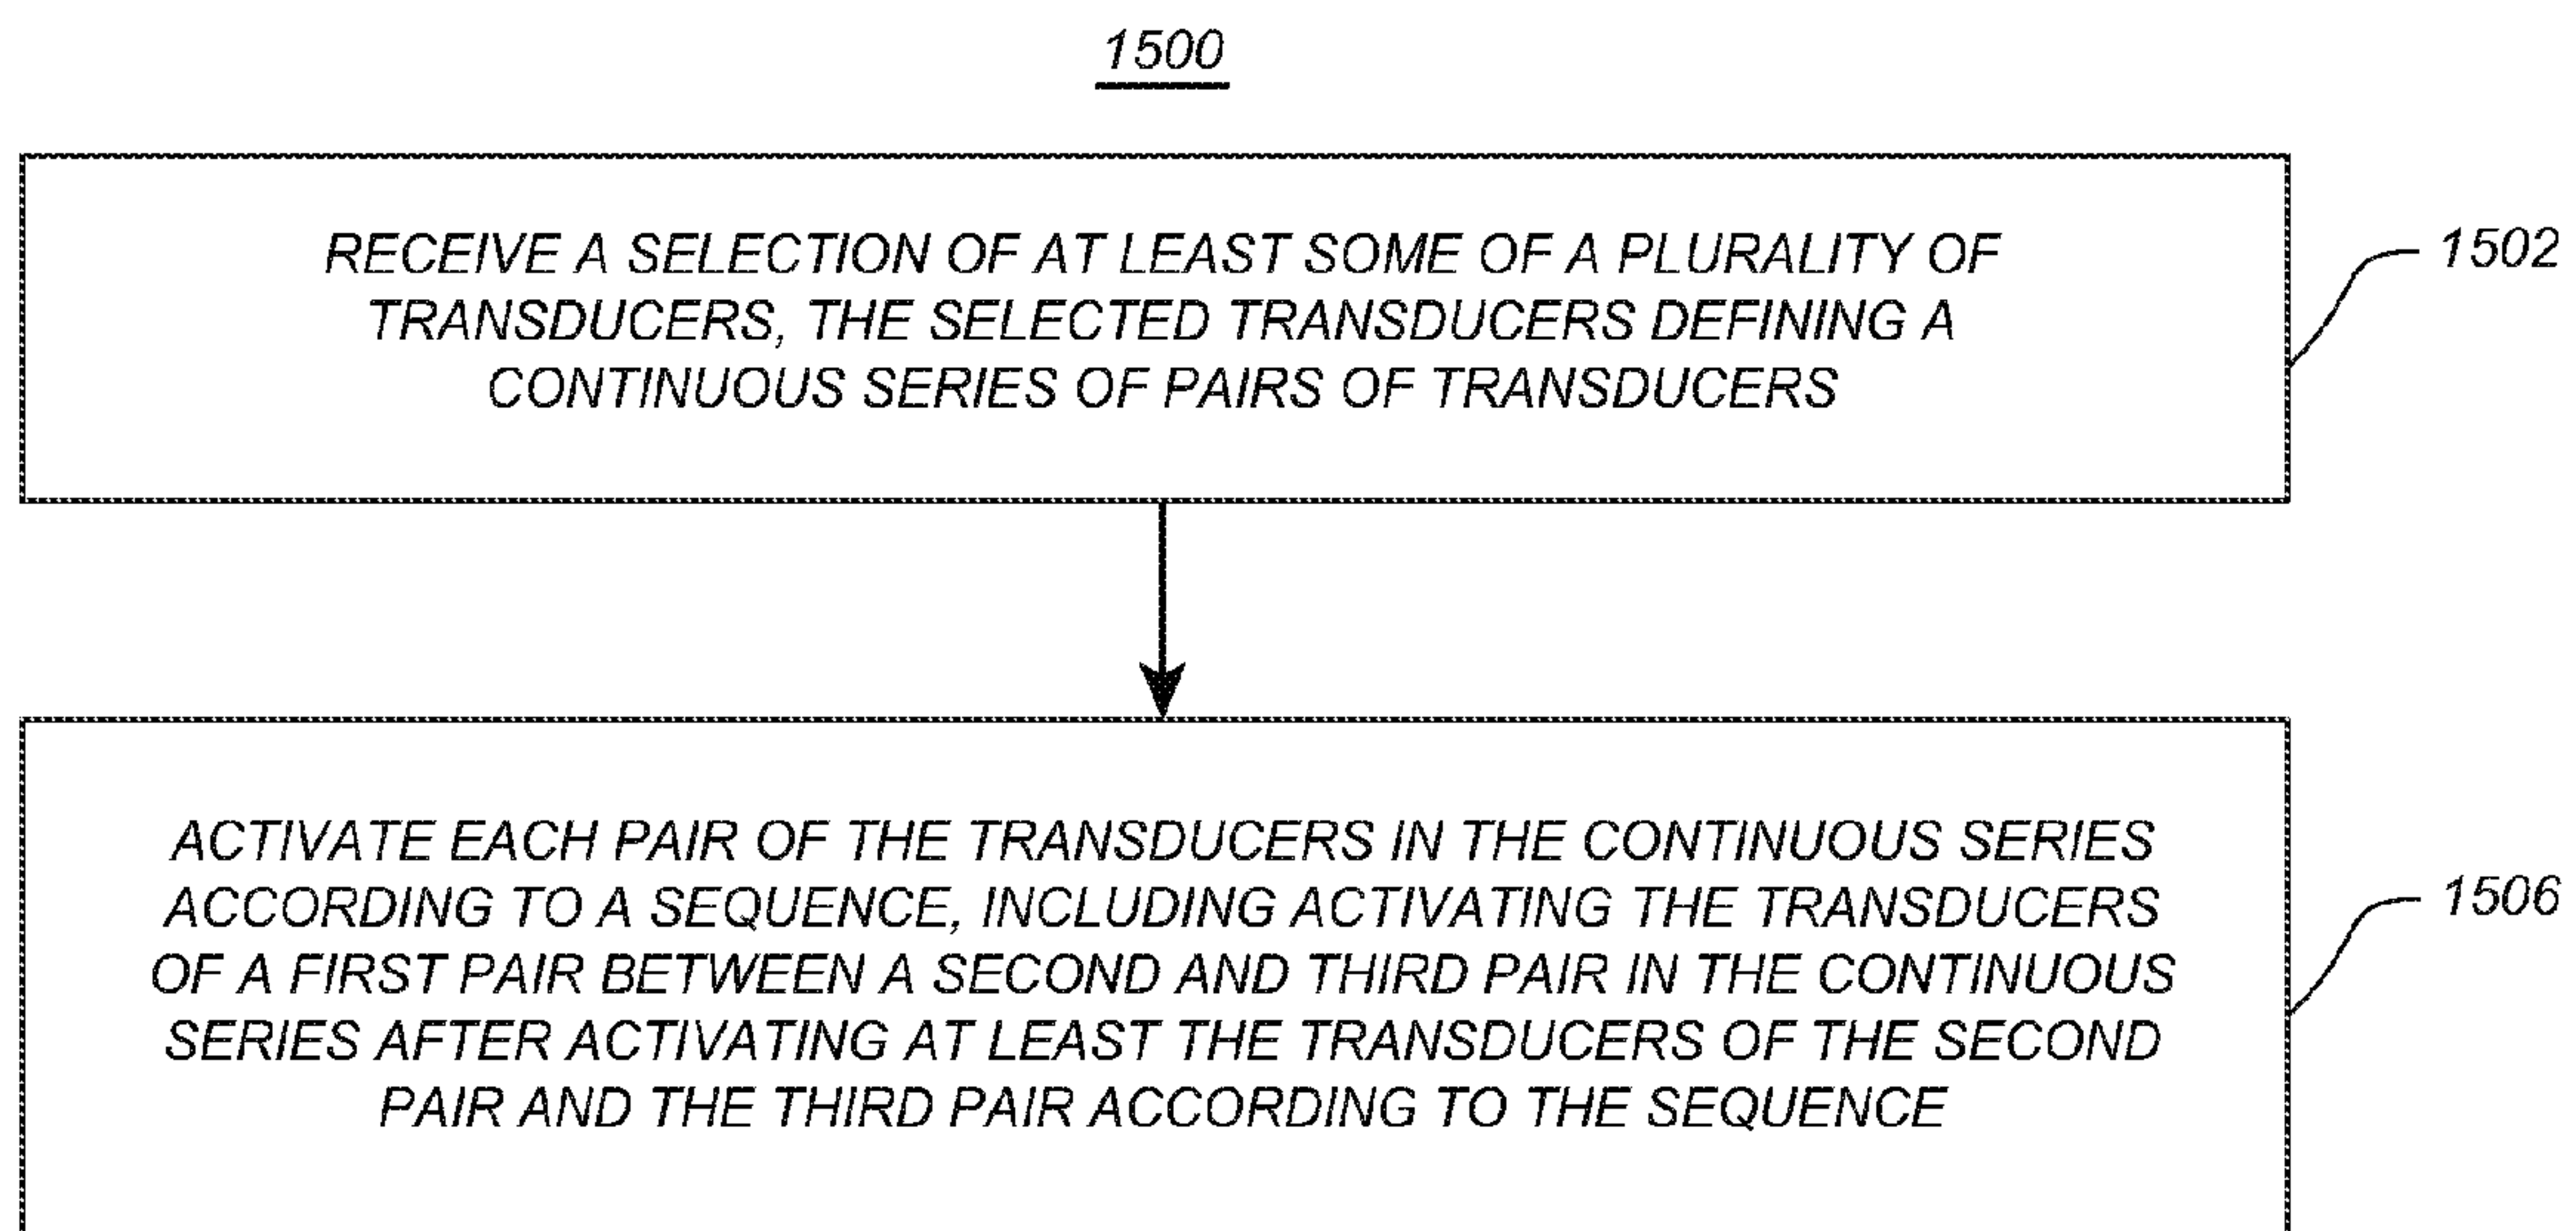 1500
RECEIVE A SELECTION OF AT LEAST SOME OF A PLURALITY OF
TRANSDUCERS, THE SELECTED TRANSDUCERS DEFINING A
CONTINUOUS SERIES OF PAIRS OF TRANSDUCERS
1502
ACTIVATE EACH PAIR OF THE TRANSDUCERS IN THE CONTINUOUS SERIES
ACCORDING TO A SEQUENCE, INCLUDING ACTIVATING THE TRANSDUCERS
OF A FIRST PAIR BETWEEN A SECOND AND THIRD PAIR IN THE CONTINUOUS
SERIES AFTER ACTIVATING AT LEAST THE TRANSDUCERS OF THE SECOND
PAIR AND THE THIRD PAIR ACCORDING TO THE SEQUENCE
1506